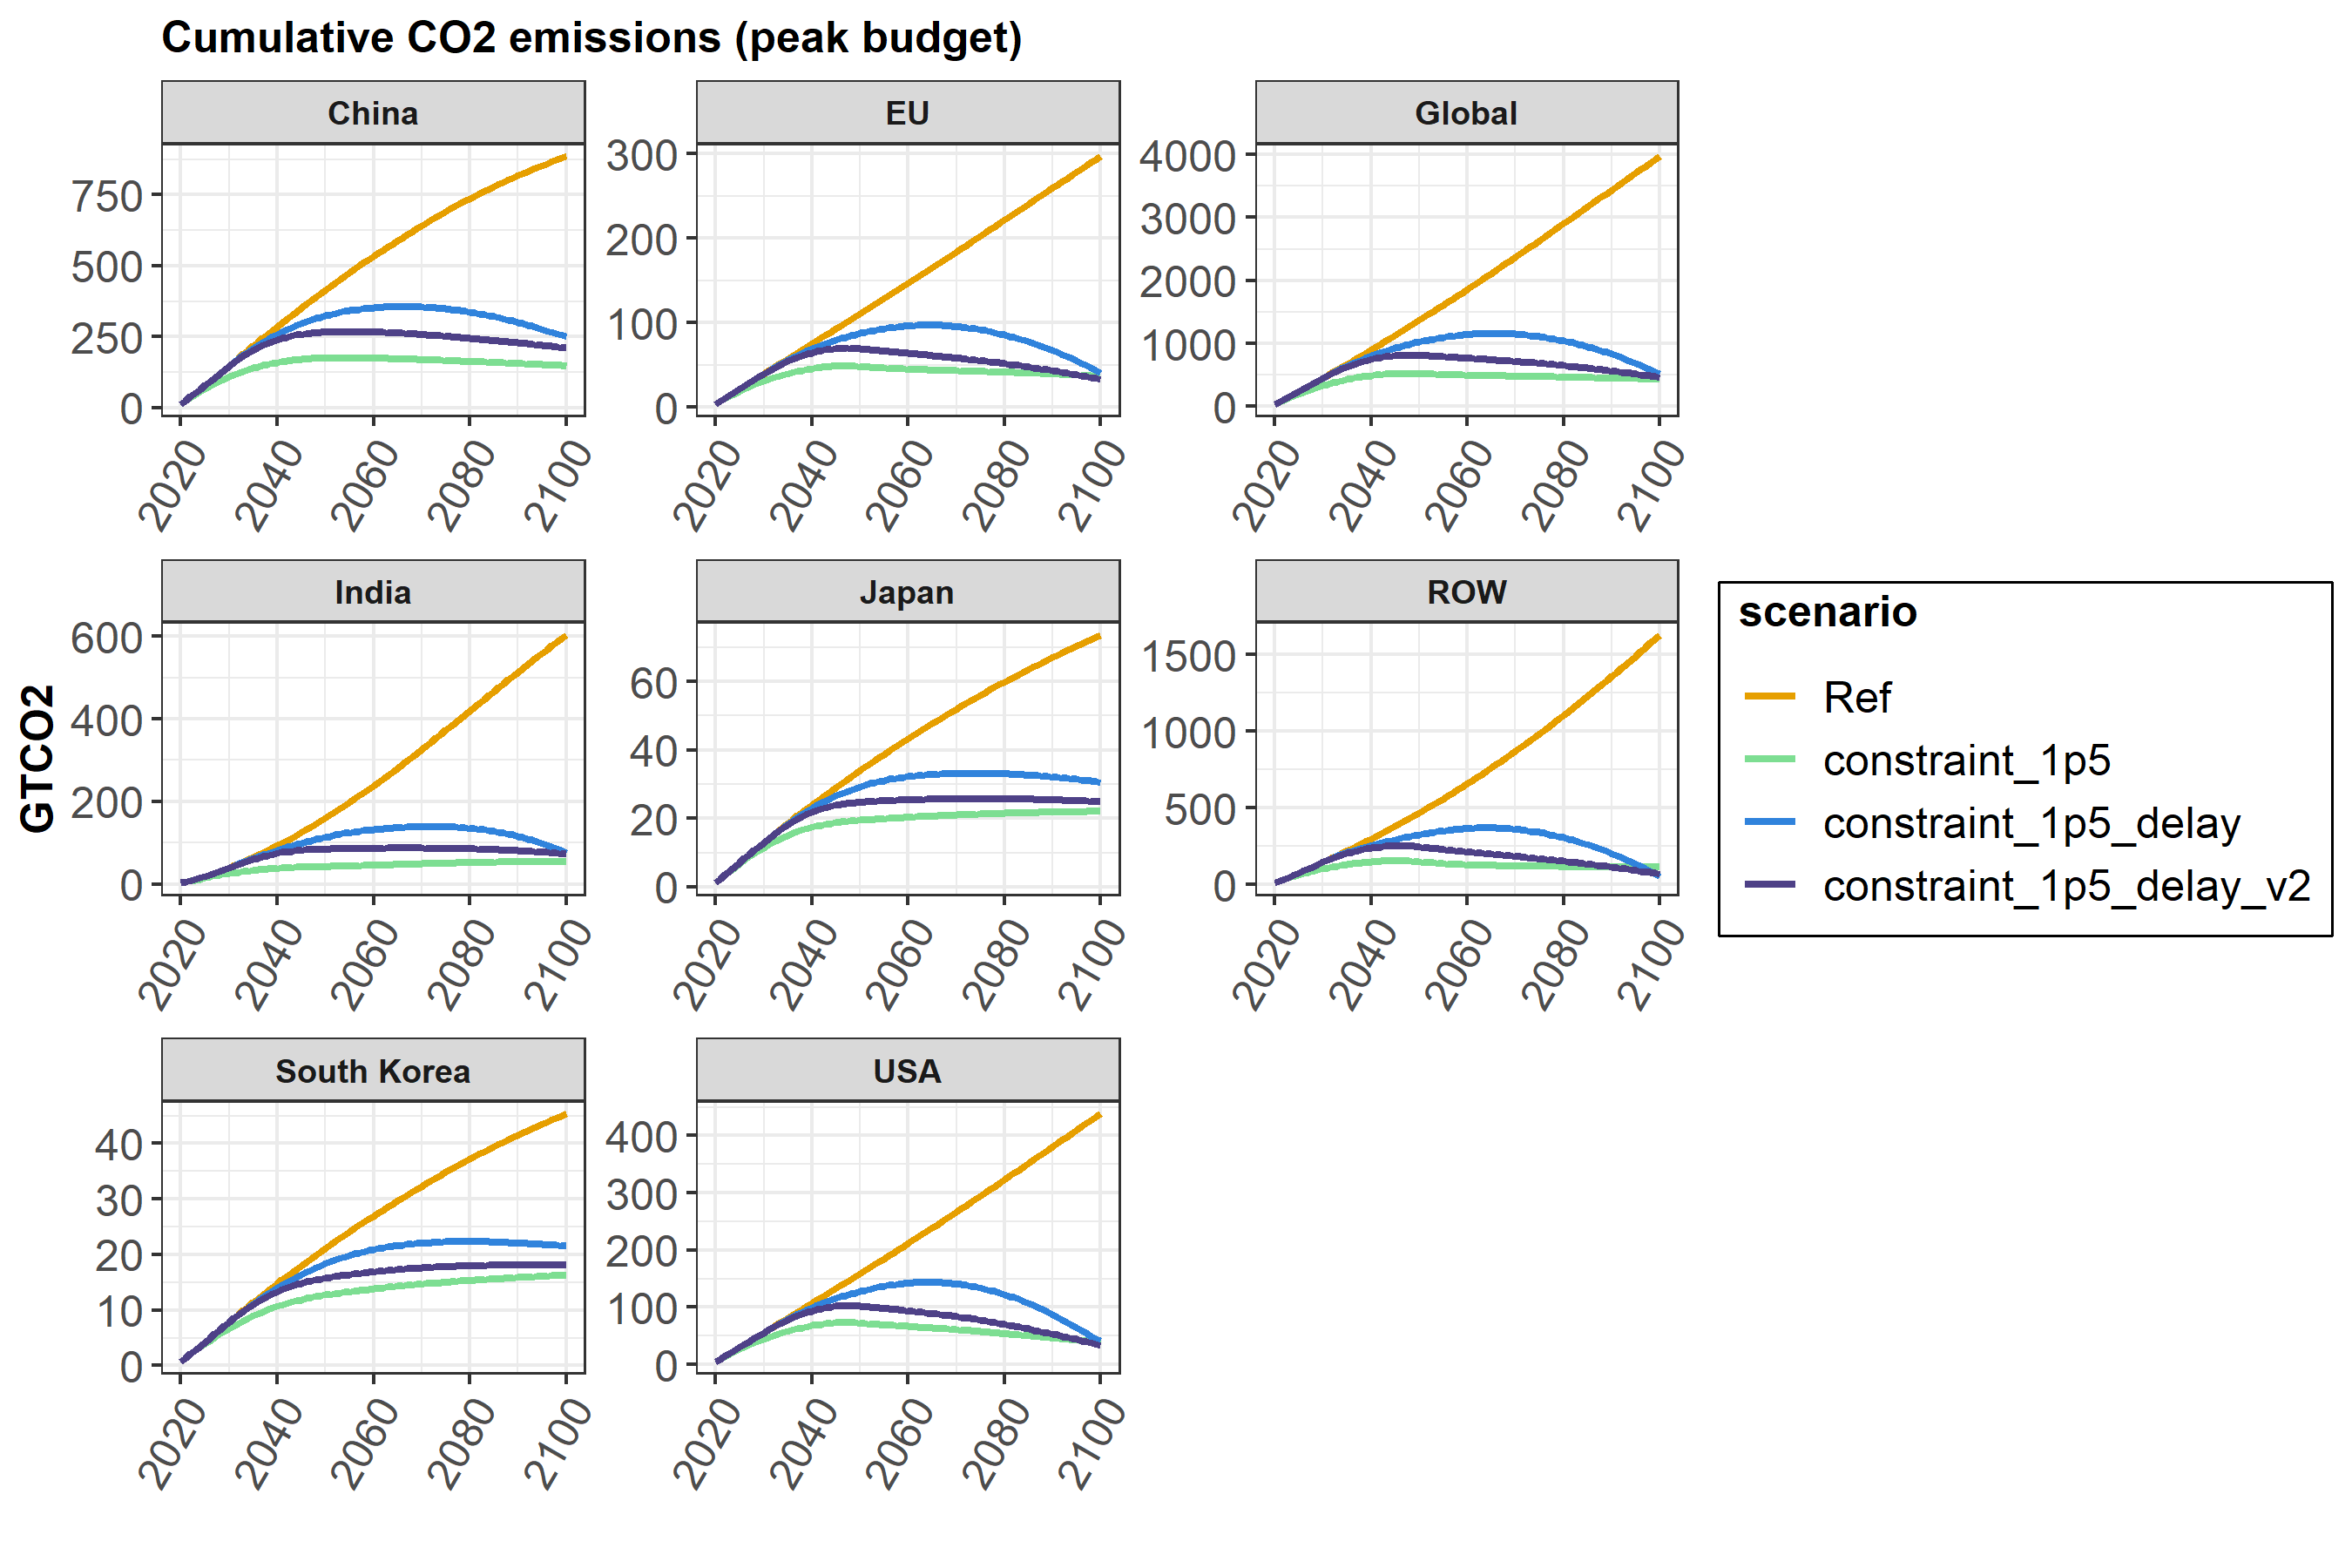 Cumulative CO2 emissions (peak budget)
China
EU
Global
750
500
250
0
300
200
100
0
4000
3000
2000
1000
0
2020 2040 2060 2080 2100
2020 2040 2060 2080 2100
2020 2040 2060 2080 2100
India
Japan
ROW
600
400
200
0
60
40
20
0
1500
1000
500
0
2020 2040 2060 2080 2100
2020 2040 2060 2080 2100
2020 2040 2060 2080 2100
South Korea
USA
40
30
20
10
0
400
300
200
100
0
2020 2040 2060 2080 2100
2020 2040 2060 2080 2100
GTCO2
scenario
Ref
constraint_1p5
constraint_1p5_delay
constraint_1p5_delay_v2